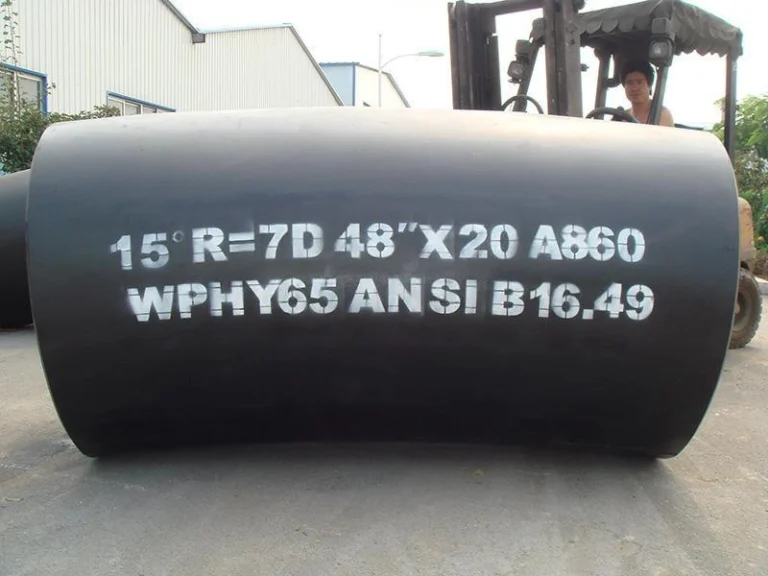 15° R=7D 48"X20 A860
WPHY65 ANSI B16.49